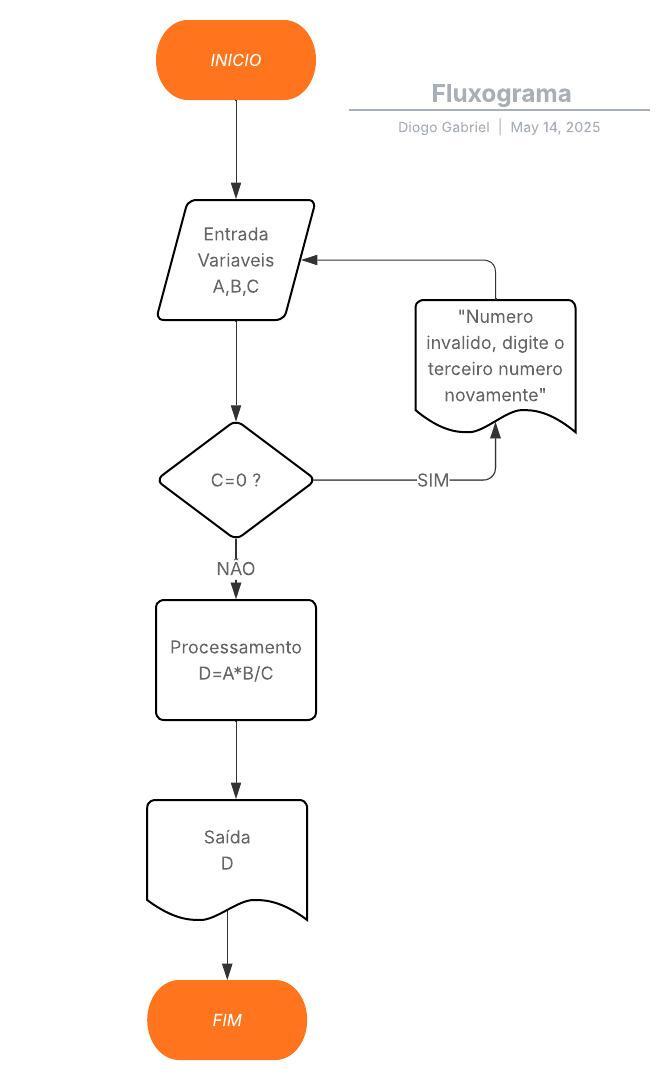 INICIO
Fluxograma
Diogo Gabriel | May 14, 2025
Entrada
Variaveis
A,B,C
"Numero
invalido, digite o
terceiro numero
novamente"
C=0 ?
SIM
NÃO
Processamento
D=A*B/C
Saída
D
FIM